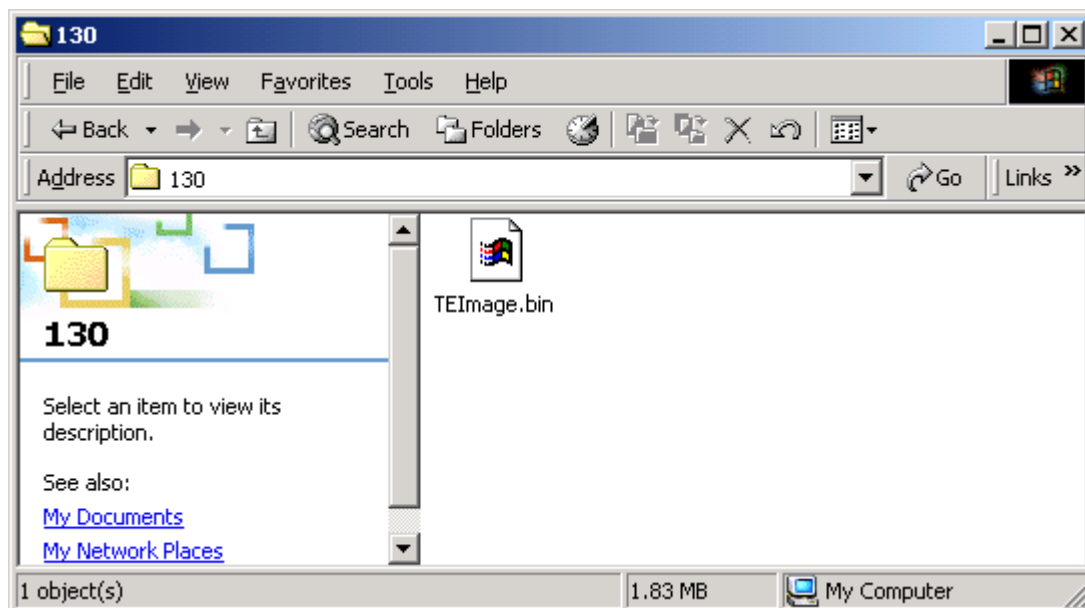 130
File Edit View Favorites Tools Help
Back Search Folders
Address 130 Go Links »
TEImage.bin
130
Select an item to view its
description.
See also:
My Documents
My Network Places
1 object(s) 1.83 MB My Computer